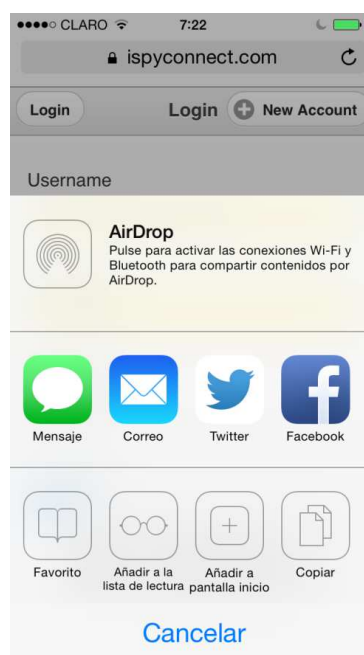 CLARO 7:22
ispyconnect.com
Login Login New Account
Username
AirDrop
Pulse para activar las conexiones Wi-Fi y
Bluetooth para compartir contenidos por
AirDrop.
Mensaje Correo Twitter Facebook
Favorito Añadir a la lista de lectura Añadir a pantalla inicio Copiar
Cancelar